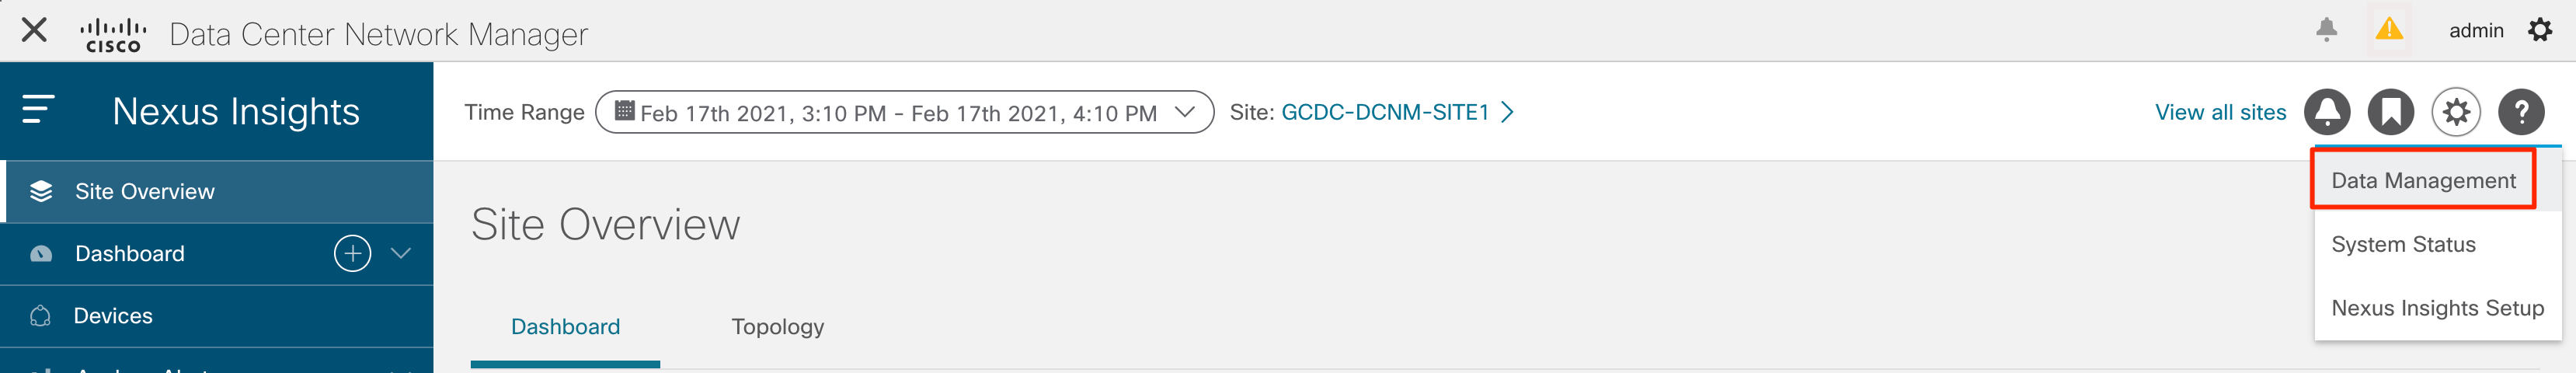 CISCO Data Center Network Manager admin
Nexus Insights
Time Range Feb 17th 2021, 3:10 PM - Feb 17th 2021, 4:10 PM Site: GCDC-DCNM-SITE1 View all sites ?
Data Management
System Status
Nexus Insights Setup
Site Overview
Dashboard
Devices
Site Overview
Dashboard Topology